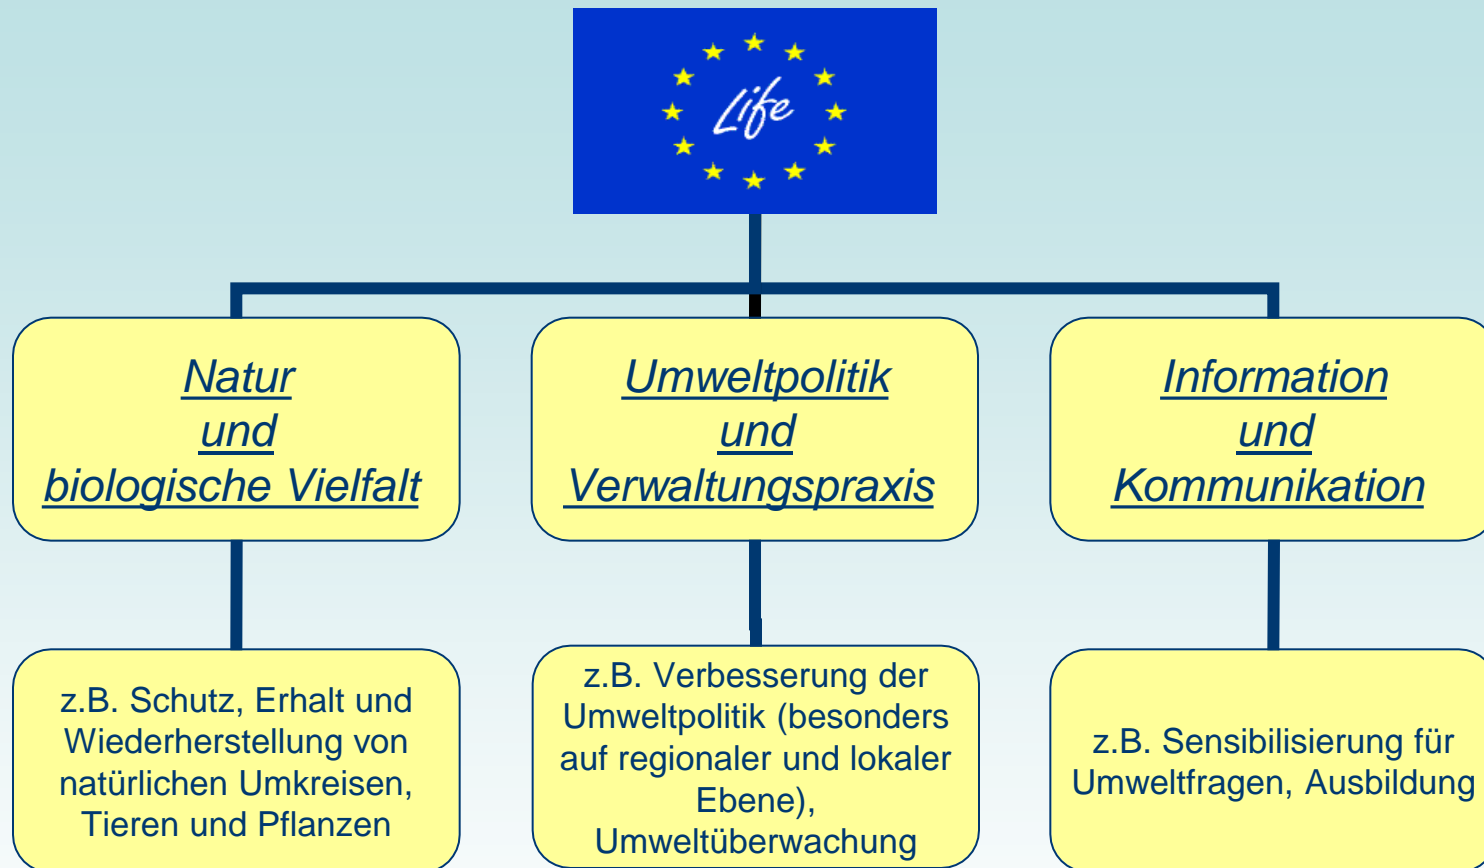 Life
Natur
und
biologische Vielfalt
Umweltpolitik
und
Verwaltungspraxis
Information
und
Kommunikation
z.B. Schutz, Erhalt und
Wiederherstellung von
natürlichen Umkreisen,
Tieren und Pflanzen
z.B. Verbesserung der
Umweltpolitik (besonders
auf regionaler und lokaler
Ebene),
Umweltüberwachung
z.B. Sensibilisierung für
Umweltfragen, Ausbildung